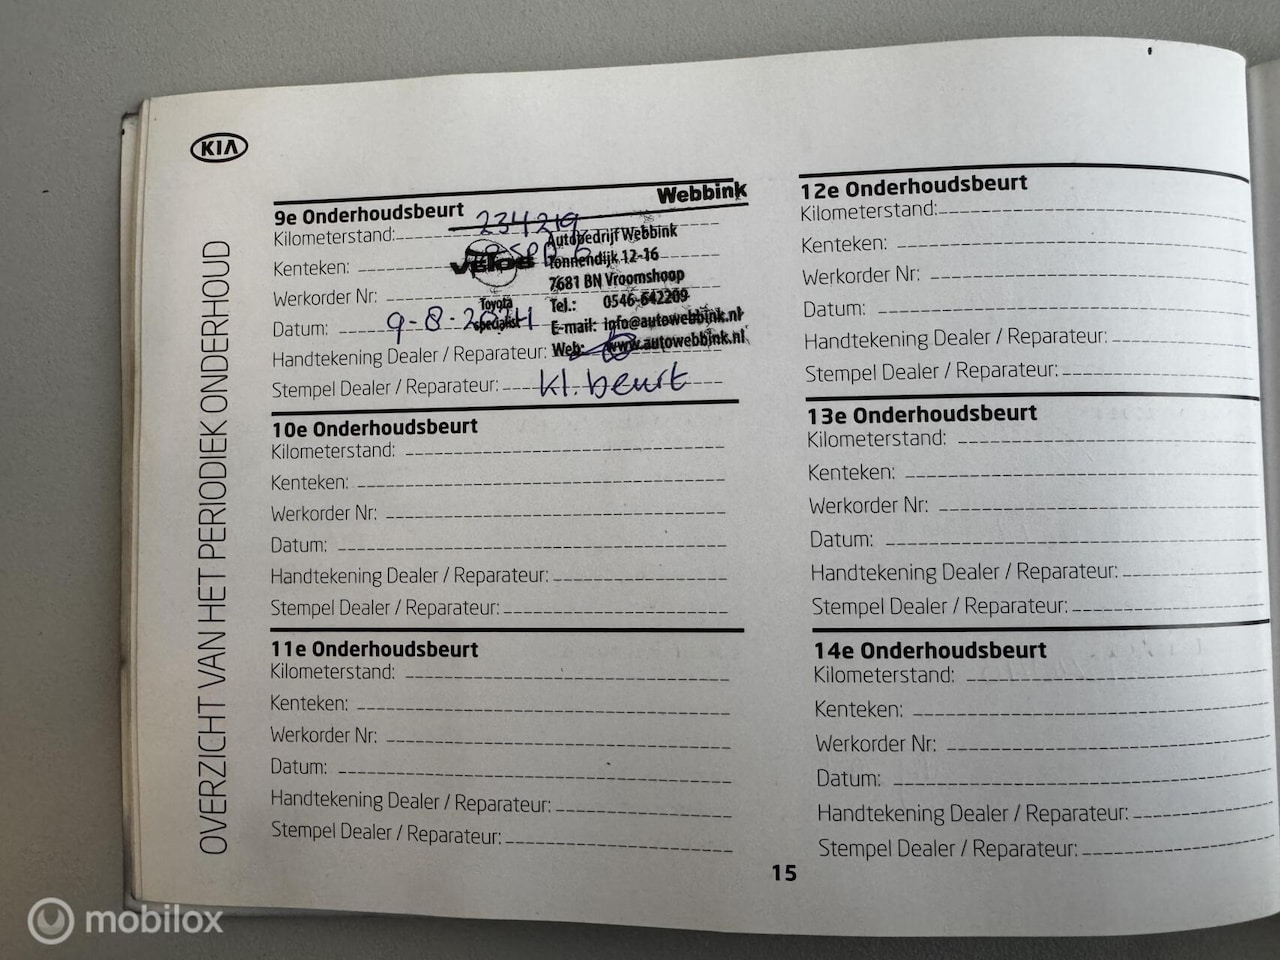 KIA
OVERZICHT VAN HET PERIODIEK ONDERHOUD
Webbink
9e Onderhoudsbeurt
Kilometerstand: 234219
Autobedrijf Webbink
Kenteken:
Tonnendijk 12-16
7681 BN Vroomshoop
Werkorder Nr:
Toyota
specialist
Tel.: 0546-642209
Datum: 9-8-2021
E-mail: info@autowebbink.nl
Handtekening Dealer / Reparateur:
Web: www.autowebbink.nl
Stempel Dealer / Reparateur: kl. beurt
10e Onderhoudsbeurt
Kilometerstand:
Kenteken:
Werkorder Nr:
Datum:
Handtekening Dealer / Reparateur:
Stempel Dealer / Reparateur:
11e Onderhoudsbeurt
Kilometerstand:
Kenteken:
Werkorder Nr:
Datum:
Handtekening Dealer / Reparateur:
Stempel Dealer / Reparateur:
12e Onderhoudsbeurt
Kilometerstand:
Kenteken:
Werkorder Nr:
Datum:
Handtekening Dealer / Reparateur:
Stempel Dealer / Reparateur:
13e Onderhoudsbeurt
Kilometerstand:
Kenteken:
Werkorder Nr:
Datum:
Handtekening Dealer / Reparateur:
Stempel Dealer / Reparateur:
14e Onderhoudsbeurt
Kilometerstand:
Kenteken:
Werkorder Nr:
Datum:
Handtekening Dealer / Reparateur:
Stempel Dealer / Reparateur:
15
mobilox